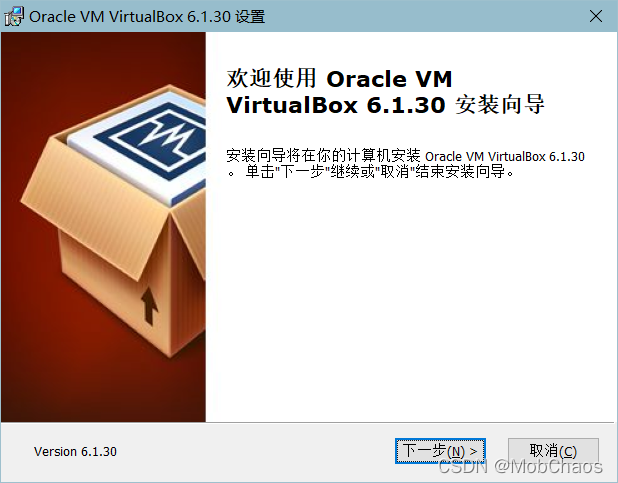 Oracle VM VirtualBox 6.1.30 设置
欢迎使用 Oracle VM
VirtualBox 6.1.30 安装向导
安装向导将在你的计算机安装 Oracle VM VirtualBox 6.1.30
。 单击"下一步"继续或"取消"结束安装向导。
Version 6.1.30
下一步(N) >
取消(C)
CSDN @MobChaos